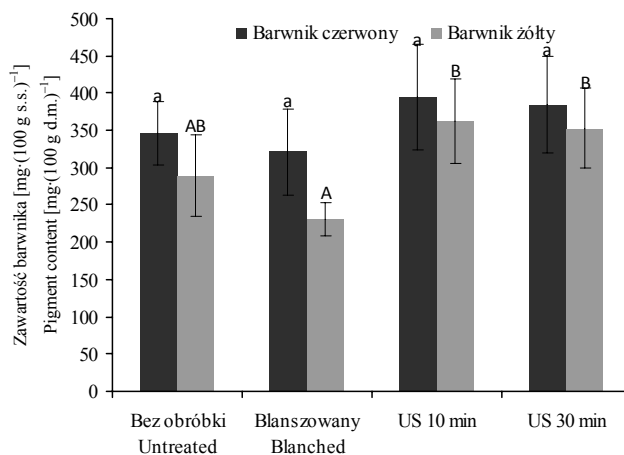 Zawartość barwnika [mg·(100 g s.s.)⁻¹]
Pigment content [mg·(100 g d.m.)⁻¹]
500
450
400
350
300
250
200
150
100
50
0
Barwnik czerwony Barwnik żółty
a AB a A a B a B
Bez obróbki
Untreated
Blanszowany
Blanched
US 10 min
US 30 min